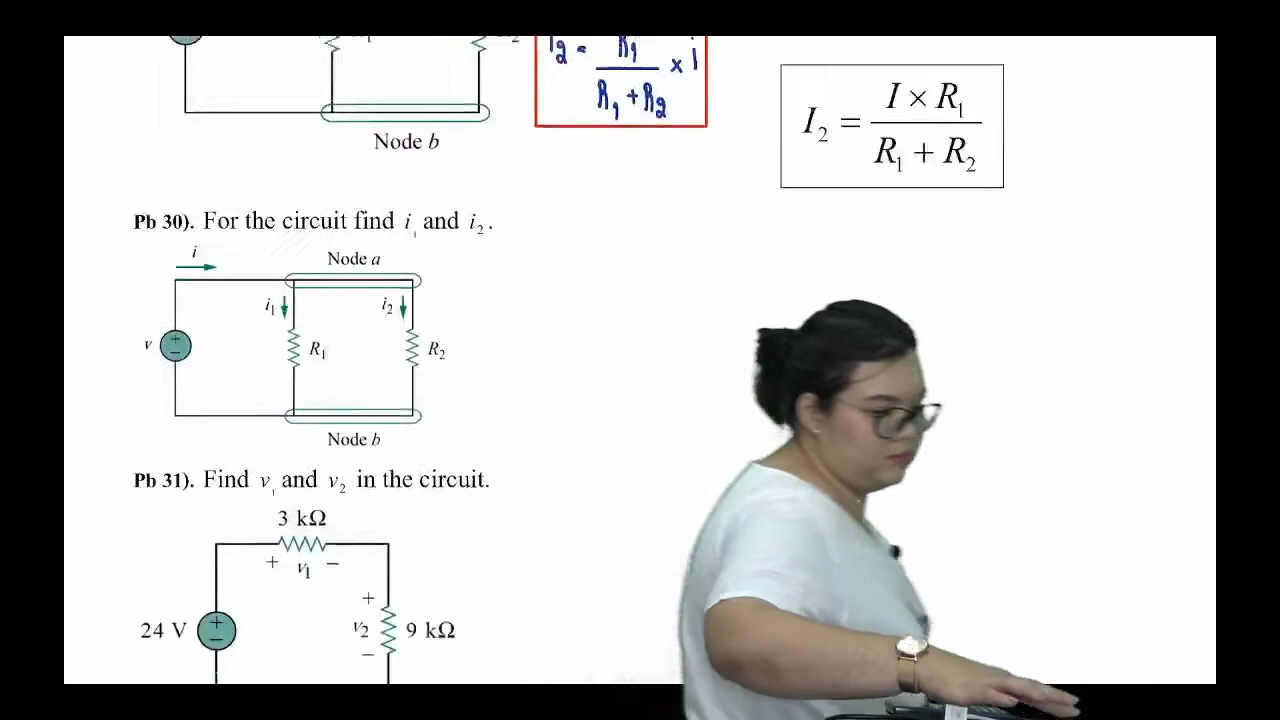 i₂ = R₁ / (R₁ + R₂) × i
I₂ = I × R₁ / (R₁ + R₂)
Node b
Pb 30). For the circuit find i₁ and i₂.
i
Node a
i₁
i₂
v
+
−
R₁
R₂
Node b
Pb 31). Find v₁ and v₂ in the circuit.
3 kΩ
+ v₁ −
24 V
+
−
+
v₂
−
9 kΩ